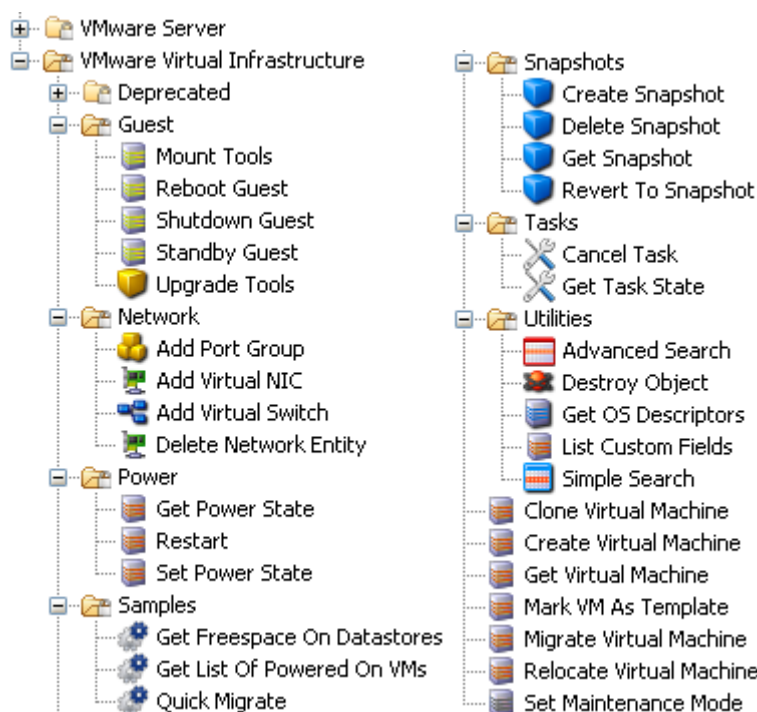 VMware Server
VMware Virtual Infrastructure
Deprecated
Guest
Mount Tools
Reboot Guest
Shutdown Guest
Standby Guest
Upgrade Tools
Network
Add Port Group
Add Virtual NIC
Add Virtual Switch
Delete Network Entity
Power
Get Power State
Restart
Set Power State
Samples
Get Freespace On Datastores
Get List Of Powered On VMs
Quick Migrate
Snapshots
Create Snapshot
Delete Snapshot
Get Snapshot
Revert To Snapshot
Tasks
Cancel Task
Get Task State
Utilities
Advanced Search
Destroy Object
Get OS Descriptors
List Custom Fields
Simple Search
Clone Virtual Machine
Create Virtual Machine
Get Virtual Machine
Mark VM As Template
Migrate Virtual Machine
Relocate Virtual Machine
Set Maintenance Mode